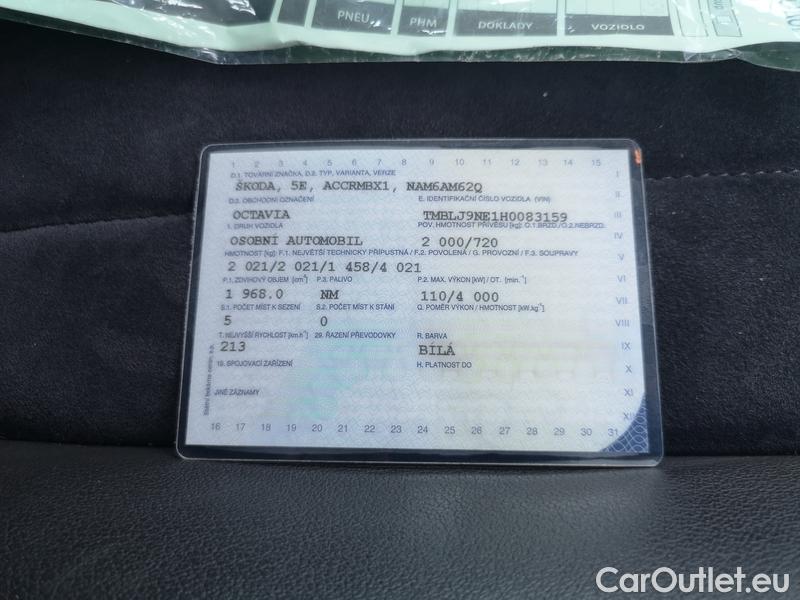 PNEU PHM DOKLADY VOZIDLO
1 2 3 4 5 6 7 8 9 10 11 12 13 14 15
D.1. TOVÁRNÍ ZNAČKA, D.2. TYP, VARIANTA, VERZE
ŠKODA, 5E, ACCRMBX1, NAM6AM62Q
D.3. OBCHODNÍ OZNAČENÍ E. IDENTIFIKAČNÍ ČÍSLO VOZIDLA (VIN)
OCTAVIA TMBLJ9NE1H0083159
1. DRUH VOZIDLA POV. HMOTNOST PŘÍVĚSU [kg]: O.1.BRZD./O.2.NEBRZD.
OSOBNÍ AUTOMOBIL 2 000/720
HMOTNOST [kg]: F.1. NEJVĚTŠÍ TECHNICKY PŘÍPUSTNÁ / F.2. POVOLENÁ / G. PROVOZNÍ / F.3. SOUPRAVY
2 021/2 021/1 458/4 021
P.1. ZDVIHOVÝ OBJEM [cm³] P.3. PALIVO P.2. MAX. VÝKON [kW] / OT. [min.⁻¹]
1 968.0 NM 110/4 000
S.1. POČET MÍST K SEZENÍ S.2. POČET MÍST K STÁNÍ Q. POMĚR VÝKON / HMOTNOST [kW.kg⁻¹]
5 0
T. NEJVYŠŠÍ RYCHLOST [km.h⁻¹] 29. ŘAZENÍ PŘEVODOVKY R. BARVA
213 BÍLÁ
19. SPOJOVACÍ ZAŘÍZENÍ H. PLATNOST DO
JINÉ ZÁZNAMY
16 17 18 19 20 21 22 23 24 25 26 27 28 29 30 31
I
II
III
IV
V
VI
VII
VIII
IX
X
XI
XII
CarOutlet.eu